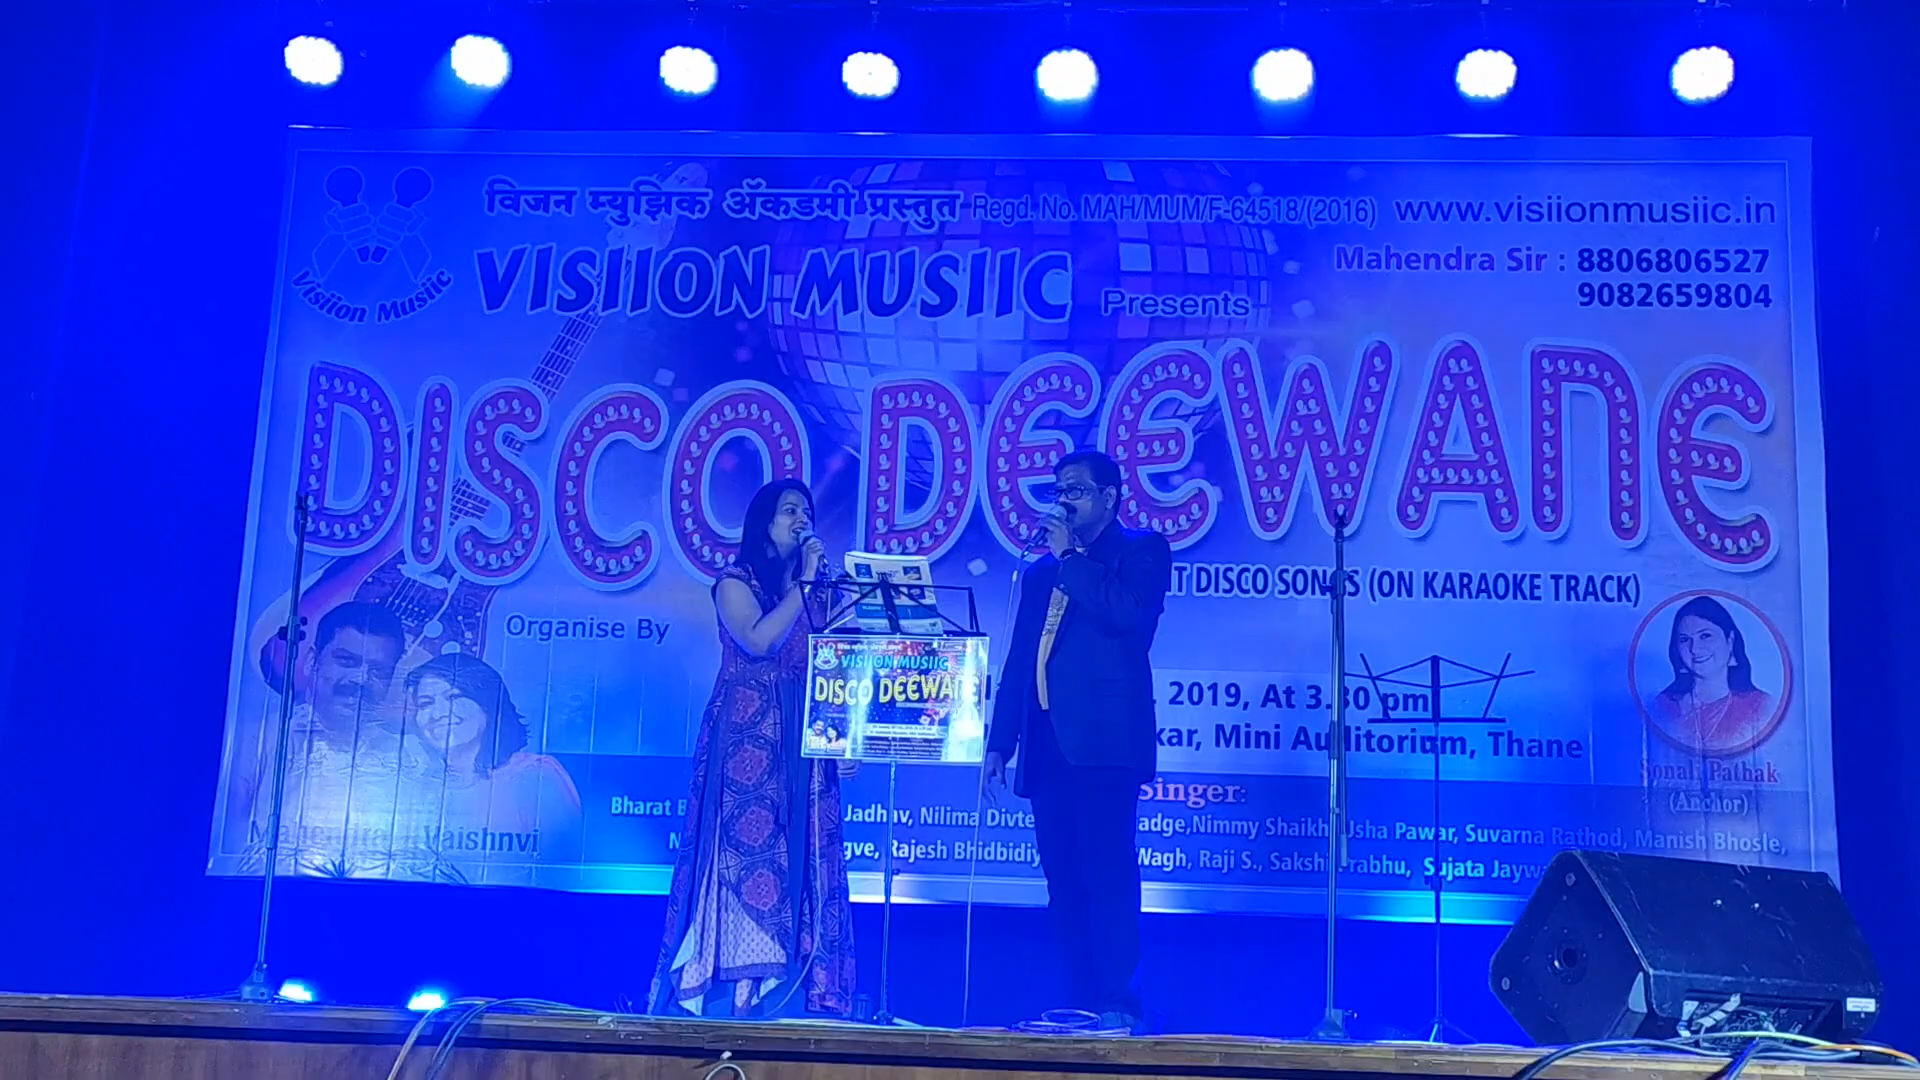 विजन म्युझिक ॲकडमी प्रस्तुत Regd. No. MAH/MUM/F-64518/(2016) www.visiionmusiic.in
Visiion Musiic
VISIION MUSIIC Presents
Mahendra Sir : 8806806527
9082659804
DISCO DEEWANE
DISCO SONGS (ON KARAOKE TRACK)
Organise By
VISIION MUSIIC
DISCO DEEWANE
2019, At 3.30 pm
Mini Auditorium, Thane
Sonali Pathak
(Anchor)
Singer:
Mahendra Vaishnvi
Bharat Jadhav, Nilima Nimmy Shaikh, Usha Pawar, Suvarna Rathod, Manish Bhosle,
Rajesh Wagh, Raji S., Sakshi Prabhu, Sujata